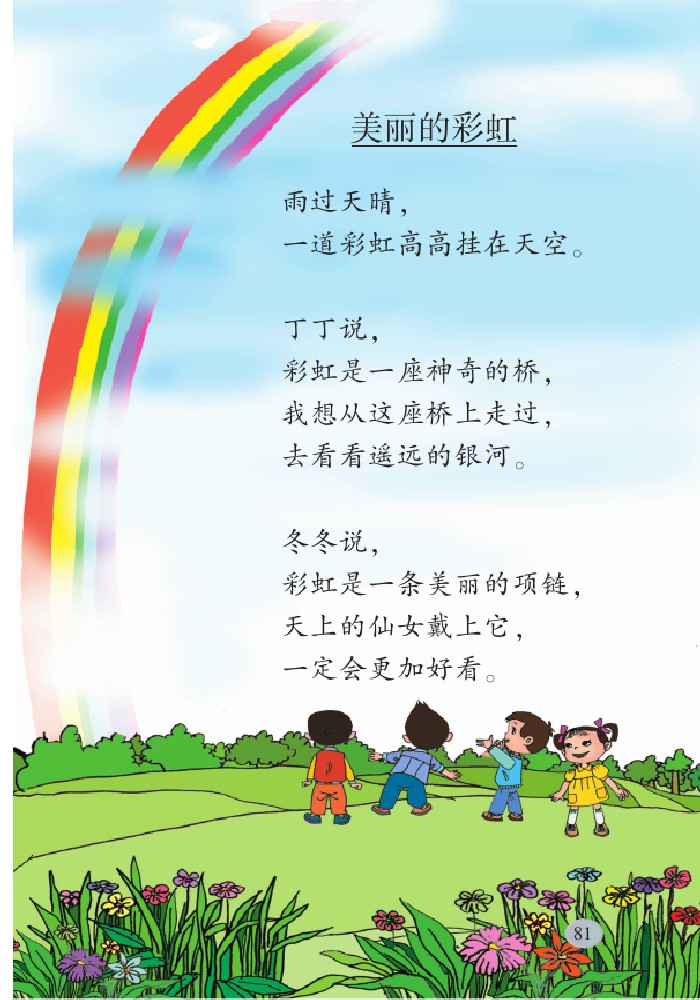 美丽的彩虹
雨过天晴，
一道彩虹高高挂在天空。
丁丁说，
彩虹是一座神奇的桥，
我想从这座桥上走过，
去看看遥远的银河。
冬冬说，
彩虹是一条美丽的项链，
天上的仙女戴上它，
一定会更加好看。
81